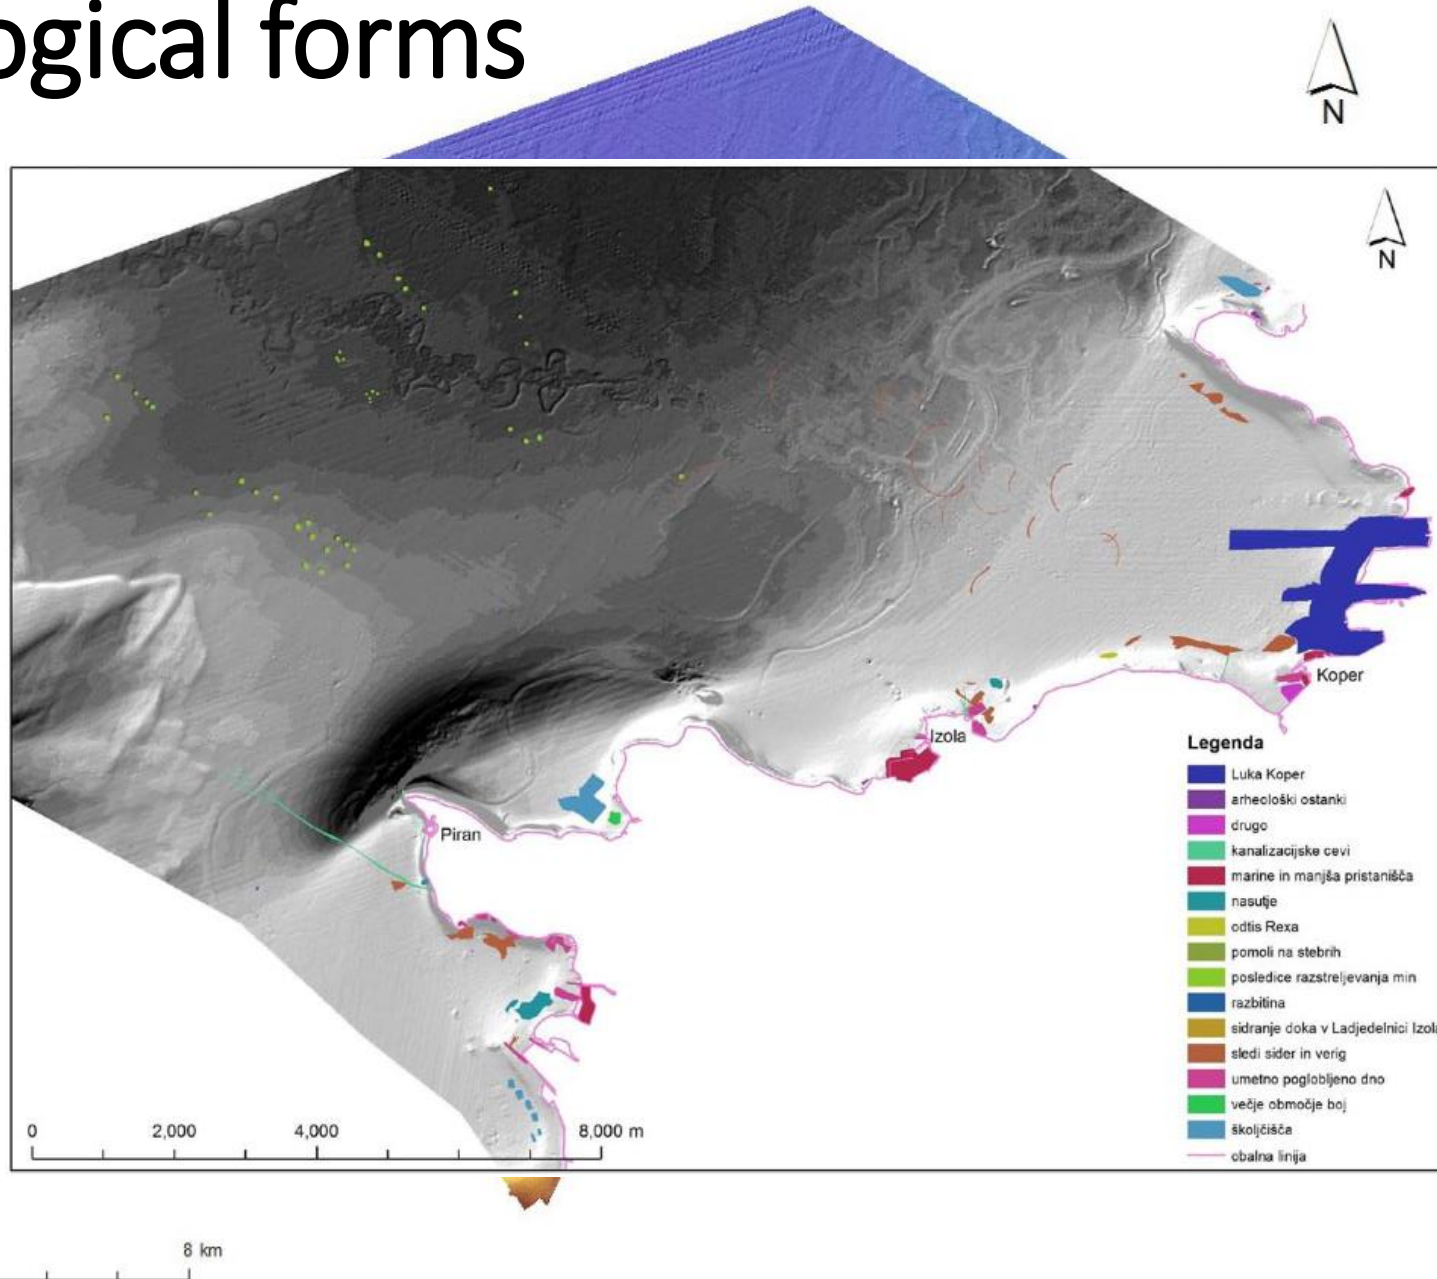 ogical forms
N
N
Koper
Izola
Piran
Legenda
Luka Koper
arheološki ostanki
drugo
kanalizacijske cevi
marine in manjša pristanišča
nasutje
odtis Rexa
pomoli na stebrih
posledice razstreljevanja min
razbitina
sidranje doka v Ladjedelnici Izola
sledi sider in verig
umetno poglobljeno dno
večje območje boj
školjčišča
obalna linija
0 2,000 4,000 8,000 m
8 km